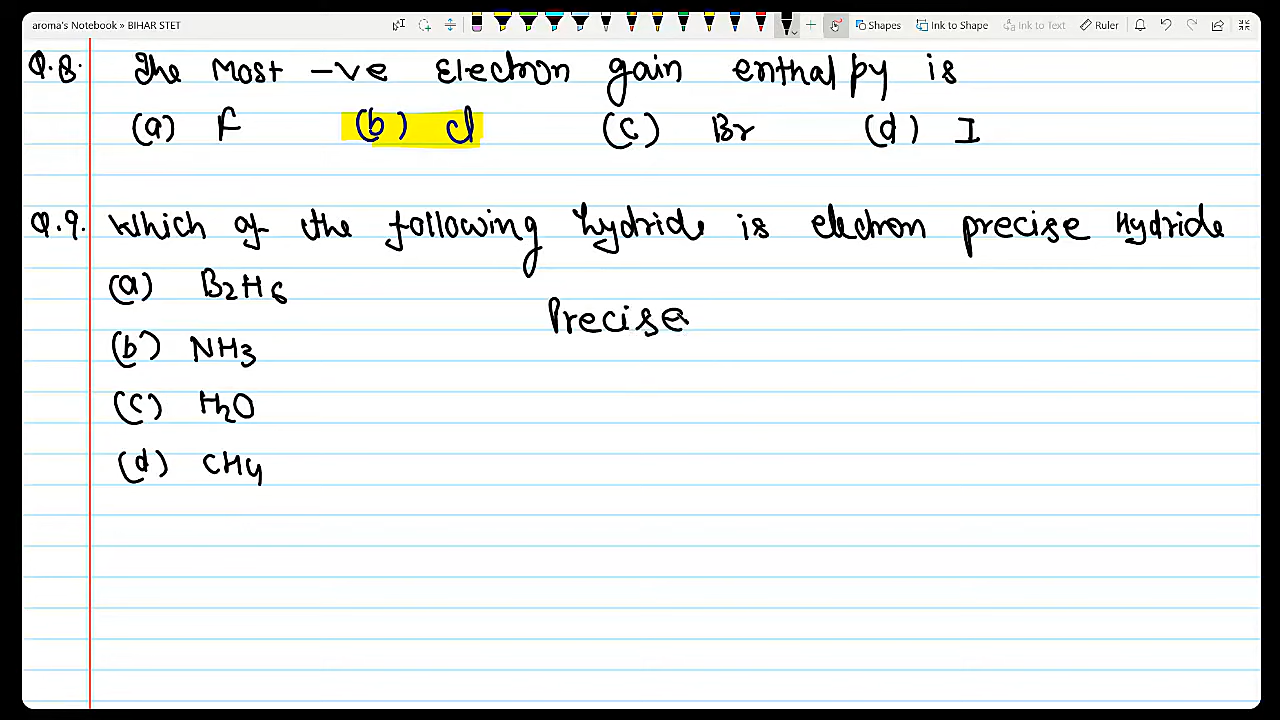 aroma's Notebook » BIHAR STET
Shapes Ink to Shape Ink to Text Ruler
Q.8. The Most -ve Electron gain enthalpy is
(a) F (b) Cl (C) Br (d) I
Q.9. Which of the following hydride is electron precise Hydride
(a) B2H6
Precise
(b) NH3
(C) H2O
(d) CH4